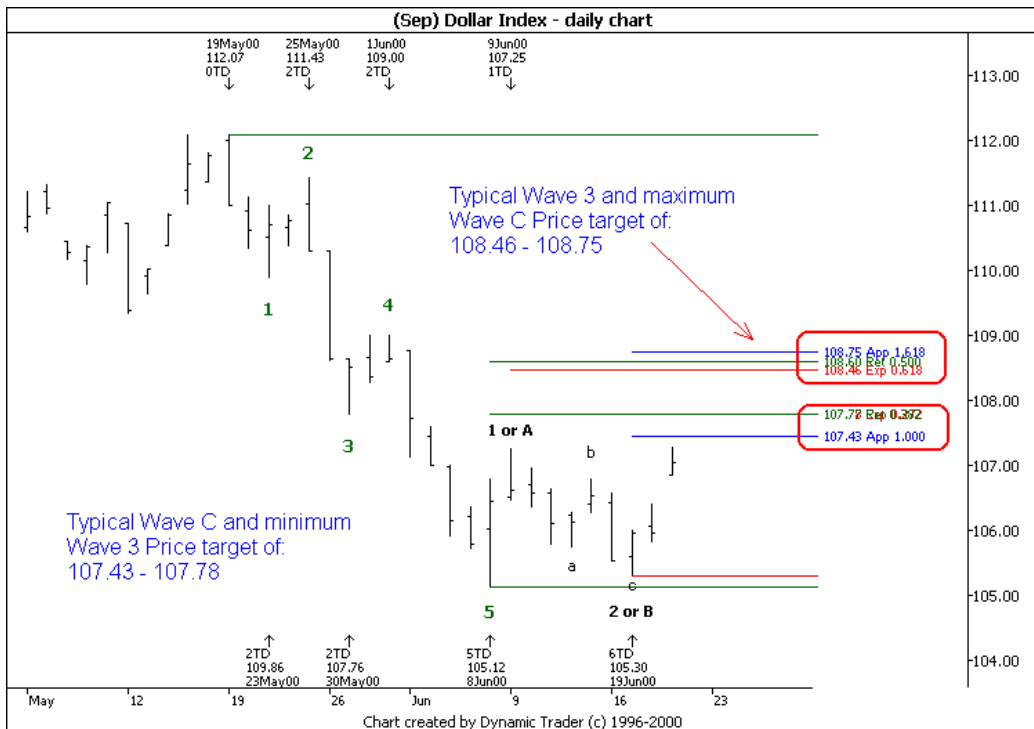 (Sep) Dollar Index - daily chart
19May00 25May00 1Jun00 9Jun00
112.07 111.43 109.00 107.25
0TD 2TD 2TD 1TD
113.00
112.00
2
Typical Wave 3 and maximum
Wave C Price target of:
108.46 - 108.75
111.00
110.00
1
4
109.00
108.75 App 1.618
108.60 Ret 0.500
108.46 Exp 0.618
108.00
107.78
107.43 App 1.000
3
1 or A
107.00
b
Typical Wave C and minimum
Wave 3 Price target of:
107.43 - 107.78
106.00
a
c
105.00
5
2 or B
2TD 2TD 5TD 6TD
109.86 107.76 105.12 105.30
23May00 30May00 8Jun00 19Jun00
104.00
May 12 19 26 Jun 9 16 23
Chart created by Dynamic Trader (c) 1996-2000